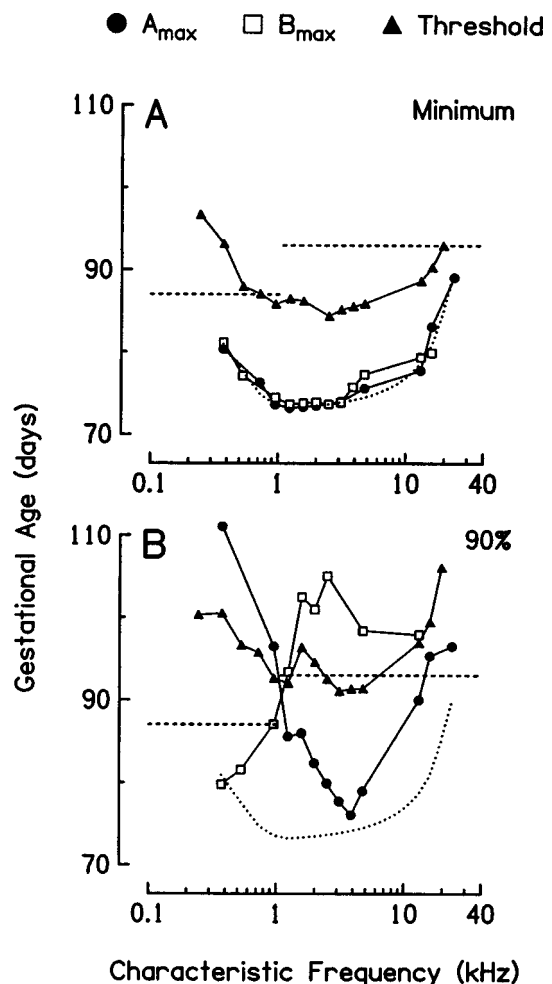 ● Amax □ Bmax ▲ Threshold
110
A
Minimum
90
70
0.1 1 10 40
110
B
90%
90
70
0.1 1 10 40
Gestational Age (days)
Characteristic Frequency (kHz)